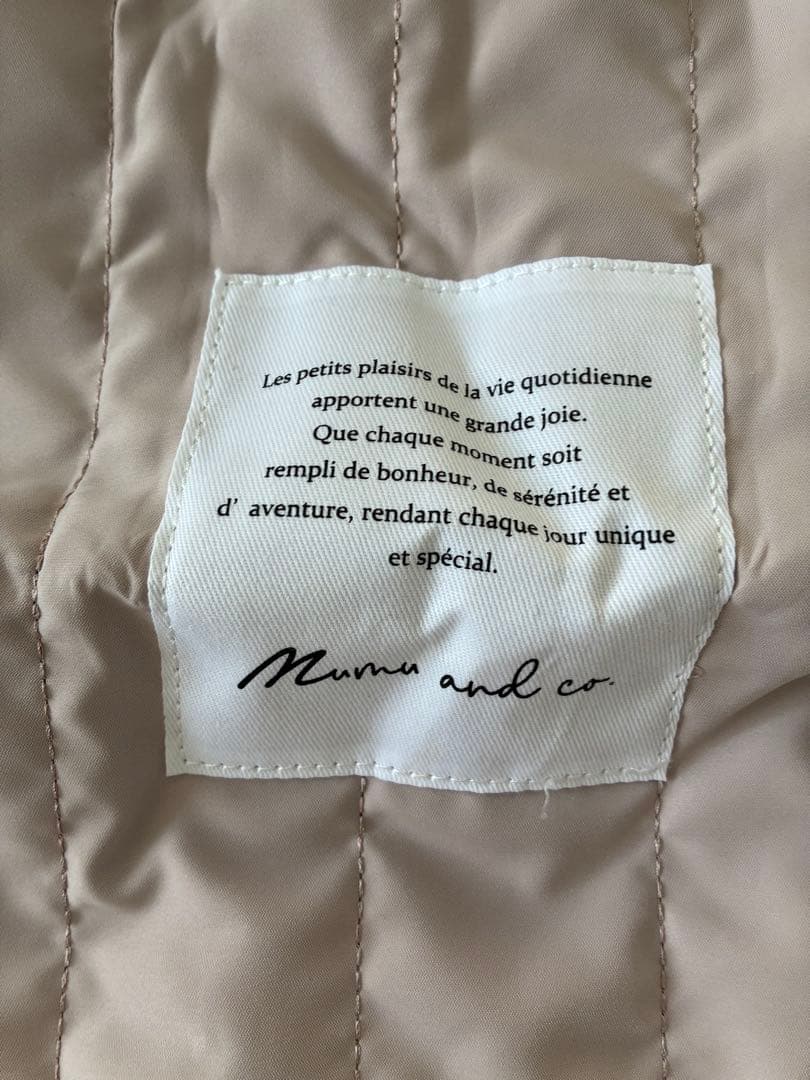 Les petits plaisirs de la vie quotidienne
apportent une grande joie.
Que chaque moment soit
rempli de bonheur, de sérénité et
d' aventure, rendant chaque jour unique
et spécial.
Mumu and co.